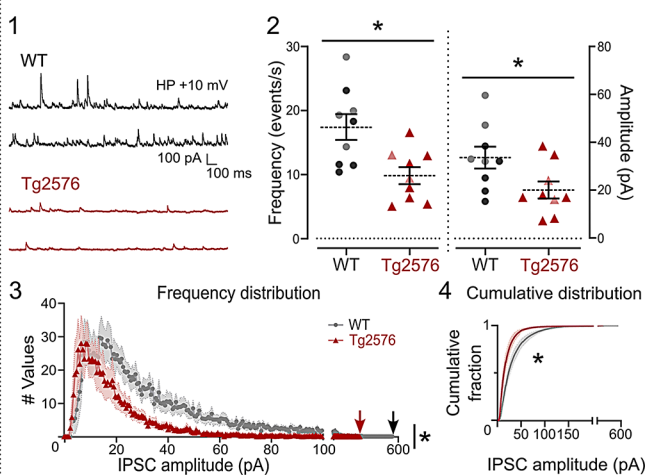 1
WT
HP +10 mV
100 pA
100 ms
Tg2576
2
*
*
Frequency (events/s)
30
20
10
0
Amplitude (pA)
80
60
40
20
0
WT
Tg2576
WT
Tg2576
3
Frequency distribution
WT
Tg2576
# Values
40
30
20
10
0
0
20
40
60
80
100
600
*
IPSC amplitude (pA)
4
Cumulative distribution
Cumulative
fraction
1
0
*
50
100
150
600
IPSC amplitude (pA)